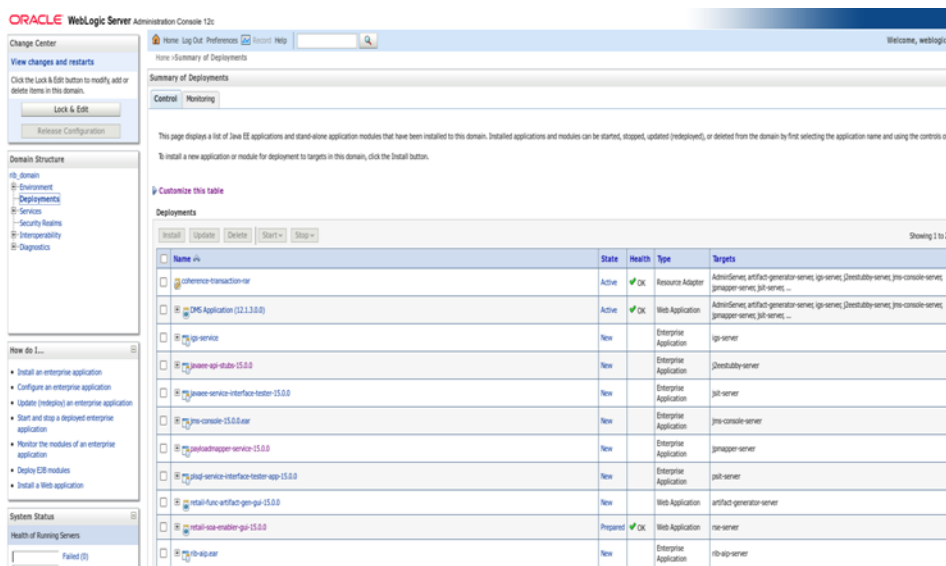 ORACLE WebLogic Server Administration Console 12c
Change Center
View changes and restarts
Click the Lock & Edit button to modify, add or
delete items in this domain.
Lock & Edit
Release Configuration
Domain Structure
rib_domain
Environment
Deployments
Services
Security Realms
Interoperability
Diagnostics
How do I...
Install an enterprise application
Configure an enterprise application
Update (redeploy) an enterprise application
Start and stop a deployed enterprise
application
Monitor the modules of an enterprise
application
Deploy EJB modules
Install a Web application
System Status
Health of Running Servers
Failed (0)
Home Log Out Preferences Record Help
Welcome, weblogic
Home >Summary of Deployments
Summary of Deployments
Control Monitoring
This page displays a list of Java EE applications and stand-alone application modules that have been installed to this domain. Installed applications and modules can be started, stopped, updated (redeployed), or deleted from the domain by first selecting the application name and using the controls o
To install a new application or module for deployment to targets in this domain, click the Install button.
Customize this table
Deployments
Install Update Delete Start Stop
Showing 1 to 2
Name State Health Type Targets
coherence-transaction-rar Active OK Resource Adapter AdminServer, artifact-generator-server, igs-server, j2eestubby-server, jms-console-server,
jpmapper-server, jsit-server, ...
DMS Application (12.1.3.0.0) Active OK Web Application AdminServer, artifact-generator-server, igs-server, j2eestubby-server, jms-console-server,
jpmapper-server, jsit-server, ...
igs-service New Enterprise
Application igs-server
javaee-api-stubs-15.0.0 New Enterprise
Application j2eestubby-server
javaee-service-interface-tester-15.0.0 New Enterprise
Application jsit-server
jms-console-15.0.0.ear New Enterprise
Application jms-console-server
payloadmapper-service-15.0.0 New Enterprise
Application jpmapper-server
plsql-service-interface-tester-app-15.0.0 New Enterprise
Application psit-server
retail-func-artifact-gen-gui-15.0.0 New Web Application artifact-generator-server
retail-soa-enabler-gui-15.0.0 Prepared OK Web Application rse-server
rib-aip.ear New Enterprise
Application rib-aip-server